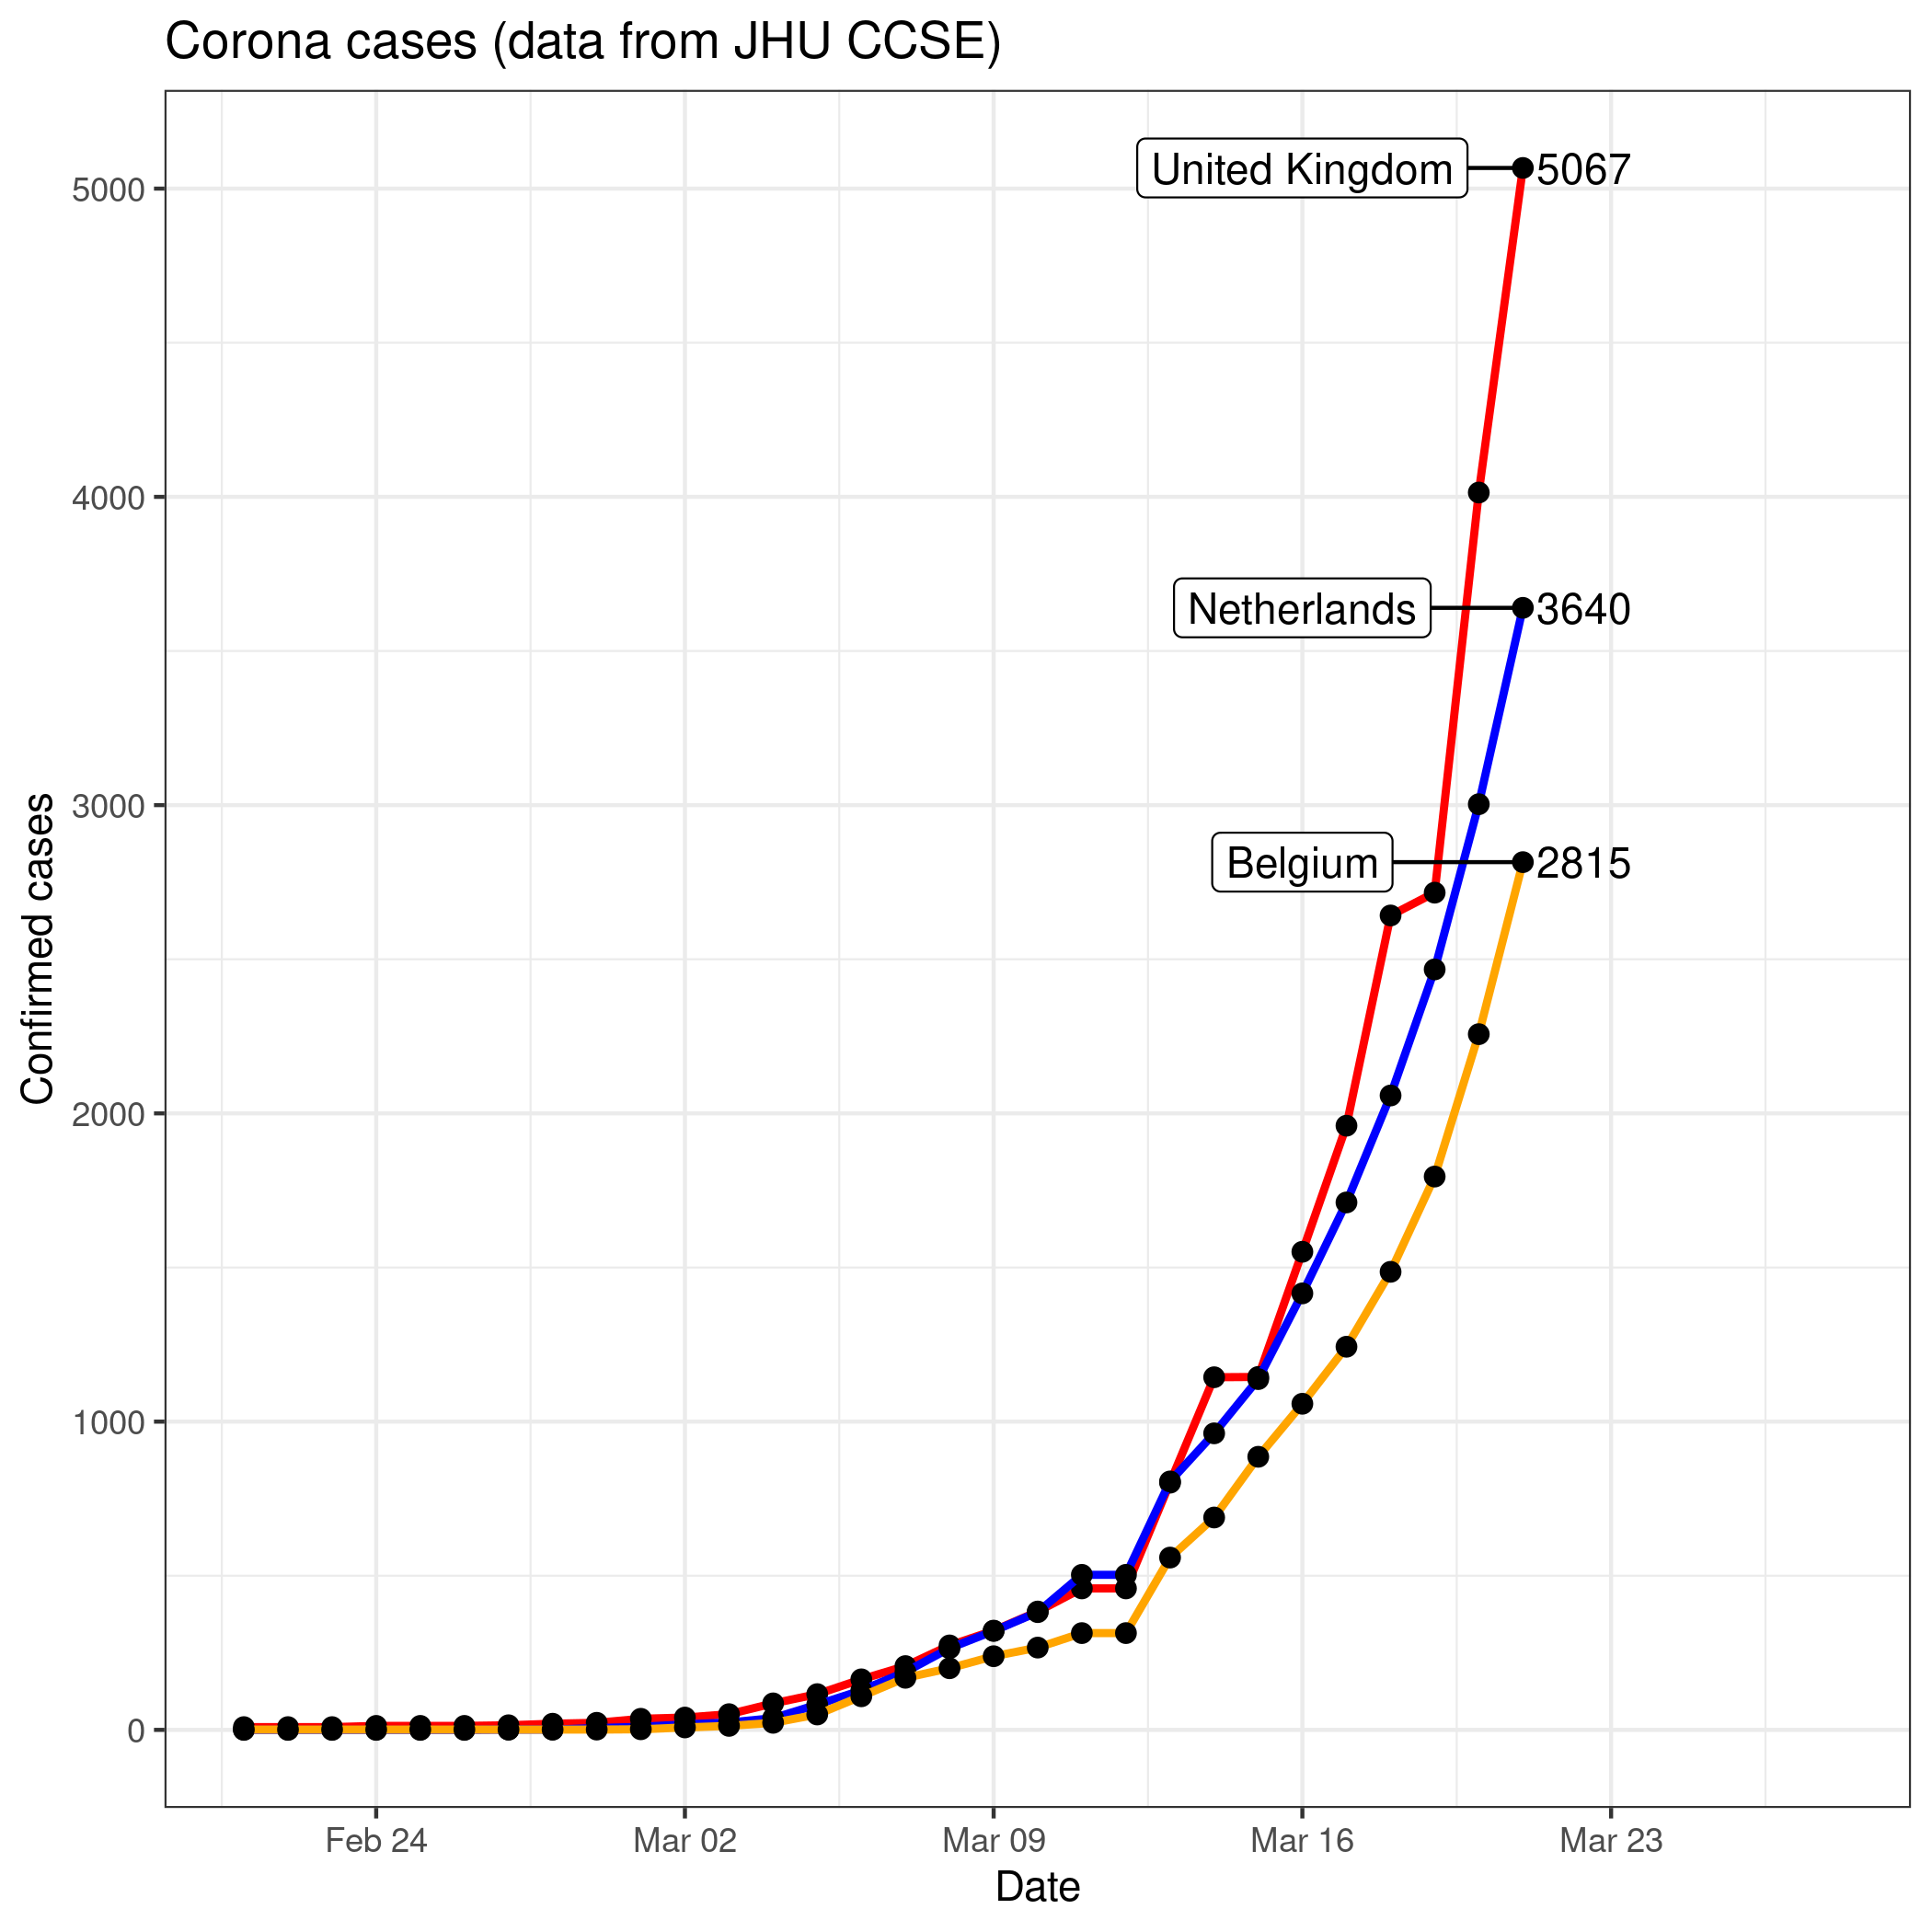 Corona cases (data from JHU CCSE)
United Kingdom 5067
5000
4000
Netherlands 3640
3000
Belgium 2815
Confirmed cases
2000
1000
0
Feb 24 Mar 02 Mar 09 Mar 16 Mar 23
Date